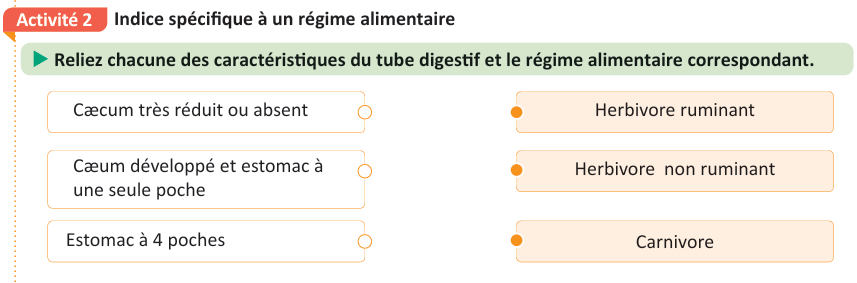 Activité 2 Indice spécifique à un régime alimentaire
Reliez chacune des caractéristiques du tube digestif et le régime alimentaire correspondant.
Cæcum très réduit ou absent
Herbivore ruminant
Cæum développé et estomac à
une seule poche
Herbivore non ruminant
Estomac à 4 poches
Carnivore